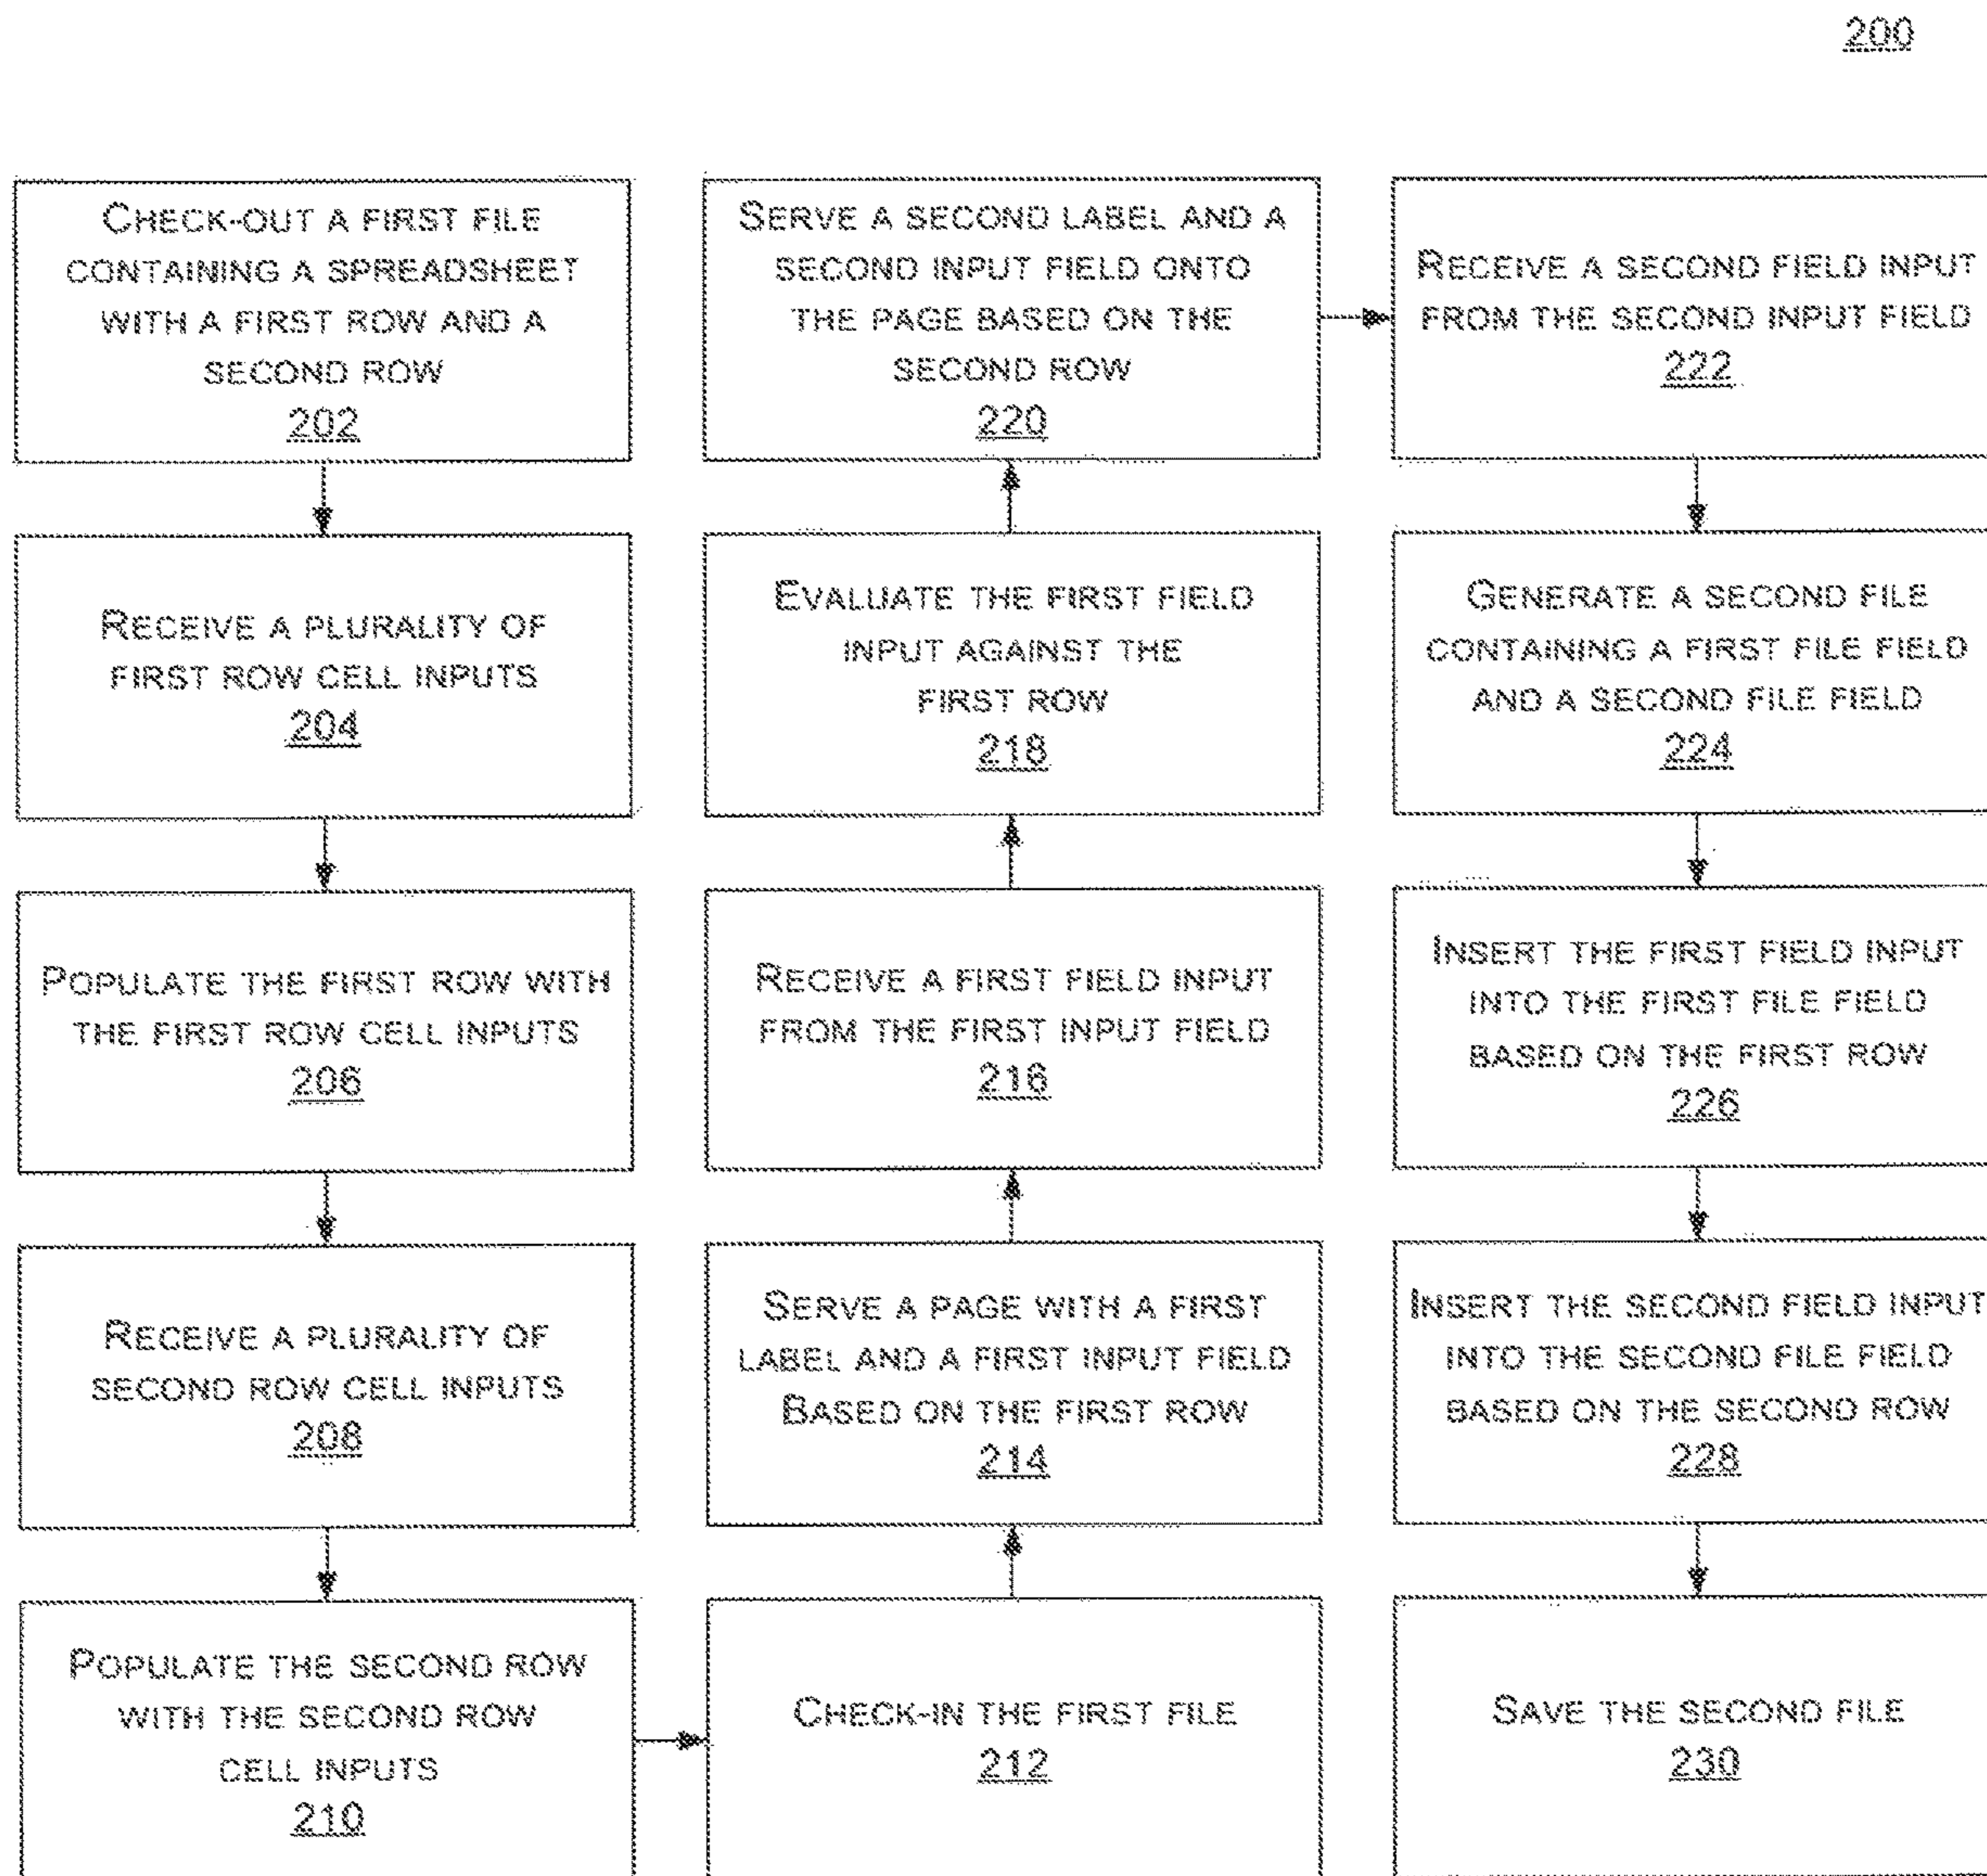 200
CHECK-OUT A FIRST FILE
CONTAINING A SPREADSHEET
WITH A FIRST ROW AND A
SECOND ROW
202
RECEIVE A PLURALITY OF
FIRST ROW CELL INPUTS
204
POPULATE THE FIRST ROW WITH
THE FIRST ROW CELL INPUTS
206
RECEIVE A PLURALITY OF
SECOND ROW CELL INPUTS
208
POPULATE THE SECOND ROW
WITH THE SECOND ROW
CELL INPUTS
210
CHECK-IN THE FIRST FILE
212
SERVE A PAGE WITH A FIRST
LABEL AND A FIRST INPUT FIELD
BASED ON THE FIRST ROW
214
RECEIVE A FIRST FIELD INPUT
FROM THE FIRST INPUT FIELD
216
EVALUATE THE FIRST FIELD
INPUT AGAINST THE
FIRST ROW
218
SERVE A SECOND LABEL AND A
SECOND INPUT FIELD ONTO
THE PAGE BASED ON THE
SECOND ROW
220
RECEIVE A SECOND FIELD INPUT
FROM THE SECOND INPUT FIELD
222
GENERATE A SECOND FILE
CONTAINING A FIRST FILE FIELD
AND A SECOND FILE FIELD
224
INSERT THE FIRST FIELD INPUT
INTO THE FIRST FILE FIELD
BASED ON THE FIRST ROW
226
INSERT THE SECOND FIELD INPUT
INTO THE SECOND FILE FIELD
BASED ON THE SECOND ROW
228
SAVE THE SECOND FILE
230